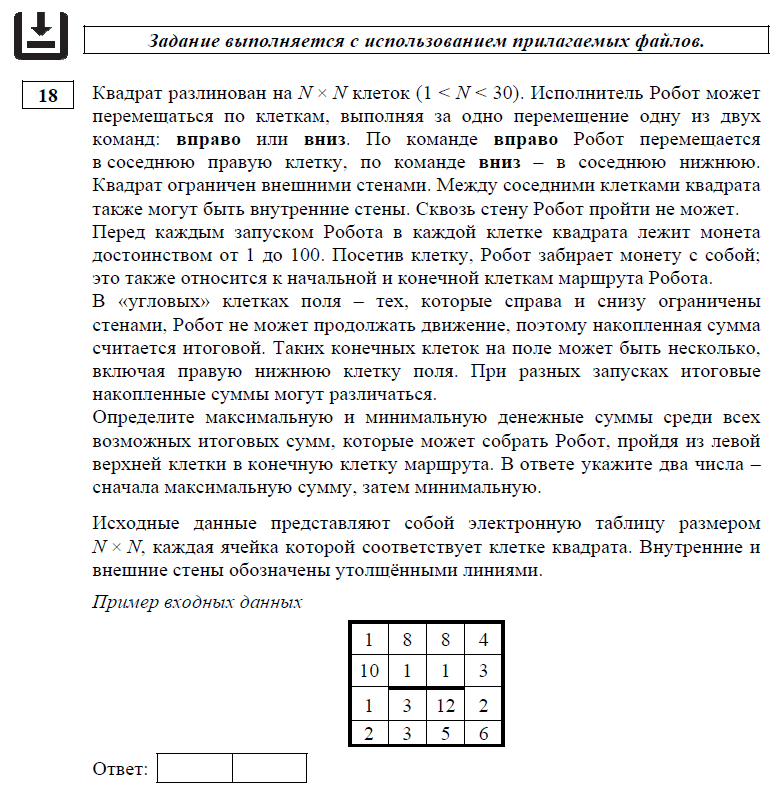 Задание выполняется с использованием прилагаемых файлов.
18
Квадрат разлинован на N × N клеток (1 < N < 30). Исполнитель Робот может
перемещаться по клеткам, выполняя за одно перемещение одну из двух
команд: вправо или вниз. По команде вправо Робот перемещается
в соседнюю правую клетку, по команде вниз – в соседнюю нижнюю.
Квадрат ограничен внешними стенами. Между соседними клетками квадрата
также могут быть внутренние стены. Сквозь стену Робот пройти не может.
Перед каждым запуском Робота в каждой клетке квадрата лежит монета
достоинством от 1 до 100. Посетив клетку, Робот забирает монету с собой;
это также относится к начальной и конечной клеткам маршрута Робота.
В «угловых» клетках поля – тех, которые справа и снизу ограничены
стенами, Робот не может продолжать движение, поэтому накопленная сумма
считается итоговой. Таких конечных клеток на поле может быть несколько,
включая правую нижнюю клетку поля. При разных запусках итоговые
накопленные суммы могут различаться.
Определите максимальную и минимальную денежные суммы среди всех
возможных итоговых сумм, которые может собрать Робот, пройдя из левой
верхней клетки в конечную клетку маршрута. В ответе укажите два числа –
сначала максимальную сумму, затем минимальную.
Исходные данные представляют собой электронную таблицу размером
N × N, каждая ячейка которой соответствует клетке квадрата. Внутренние и
внешние стены обозначены утолщёнными линиями.
Пример входных данных
1 8 8 4
10 1 1 3
1 3 12 2
2 3 5 6
Ответ: